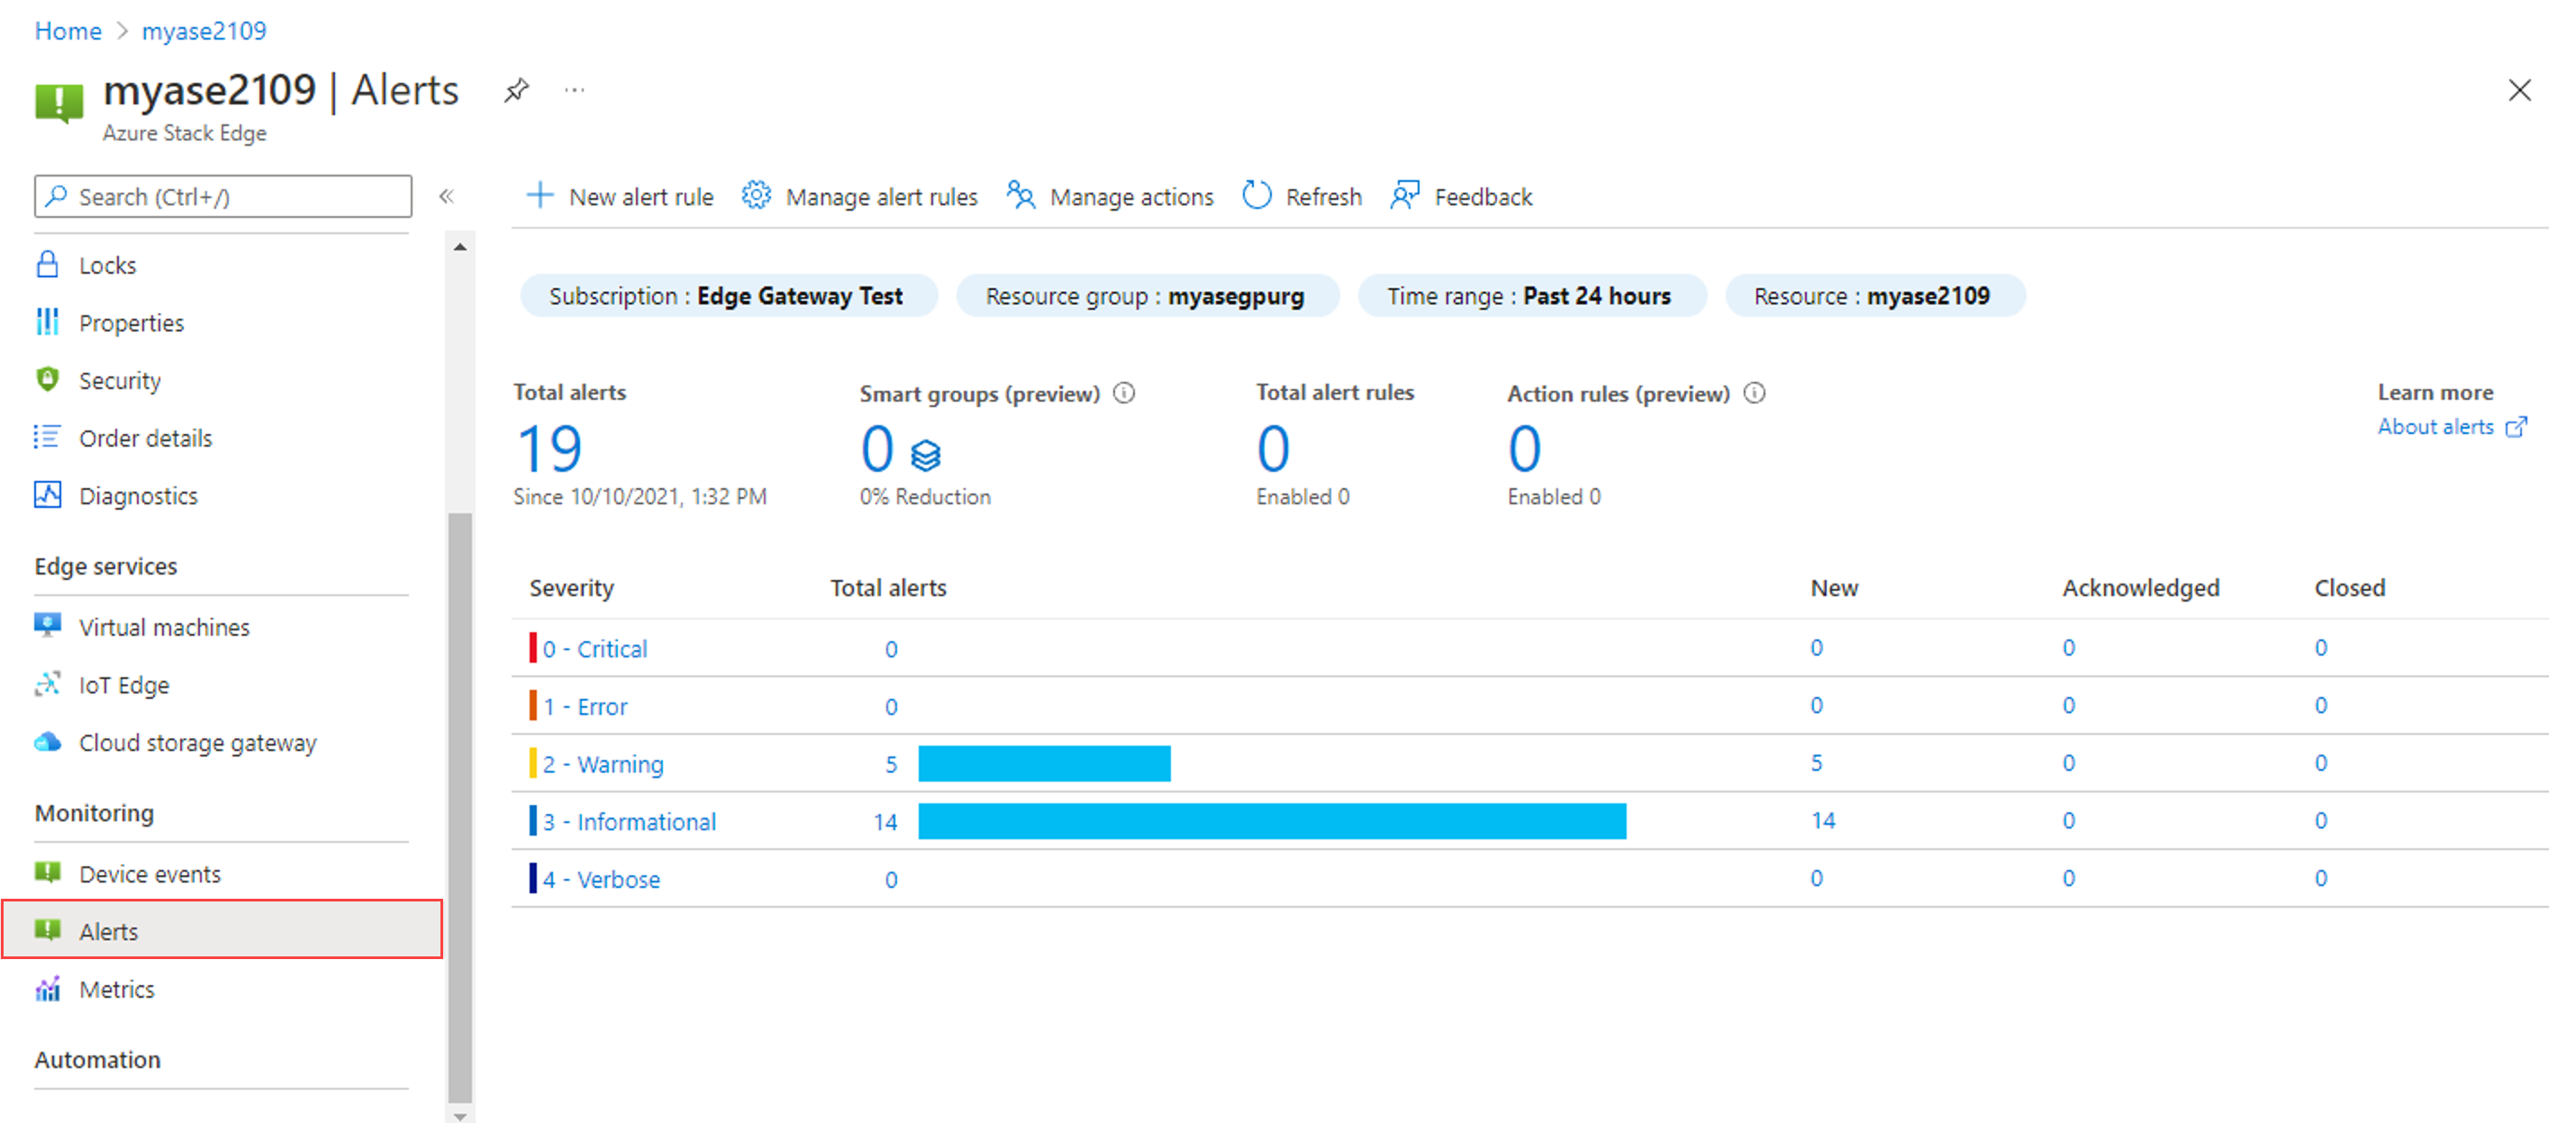 Home > myase2109
myase2109 | Alerts ...
Azure Stack Edge
Search (Ctrl+/)
Locks
Properties
Security
Order details
Diagnostics
Edge services
Virtual machines
IoT Edge
Cloud storage gateway
Monitoring
Device events
Alerts
Metrics
Automation
New alert rule Manage alert rules Manage actions Refresh Feedback
Subscription : Edge Gateway Test Resource group : myasegpurg Time range : Past 24 hours Resource : myase2109
Total alerts Smart groups (preview) Total alert rules Action rules (preview)
19 0 0 0
Since 10/10/2021, 1:32 PM 0% Reduction Enabled 0 Enabled 0
Learn more
About alerts
Severity Total alerts New Acknowledged Closed
0 - Critical 0 0 0 0
1 - Error 0 0 0 0
2 - Warning 5 5 0 0
3 - Informational 14 14 0 0
4 - Verbose 0 0 0 0